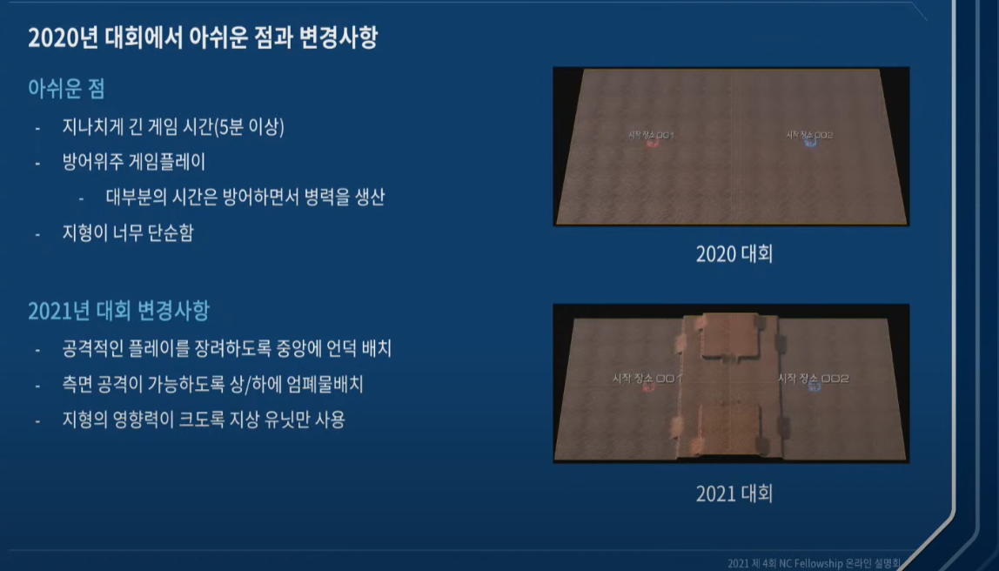 2020년 대회에서 아쉬운 점과 변경사항
아쉬운 점
- 지나치게 긴 게임 시간(5분 이상)
- 방어위주 게임플레이
- 대부분의 시간은 방어하면서 병력을 생산
- 지형이 너무 단순함
시작 장소 001
시작 장소 002
2020 대회
2021년 대회 변경사항
- 공격적인 플레이를 장려하도록 중앙에 언덕 배치
- 측면 공격이 가능하도록 상/하에 엄폐물배치
- 지형의 영향력이 크도록 지상 유닛만 사용
시작 장소 001
시작 장소 002
2021 대회
2021 제 4회 NC Fellowship 온라인 설명회